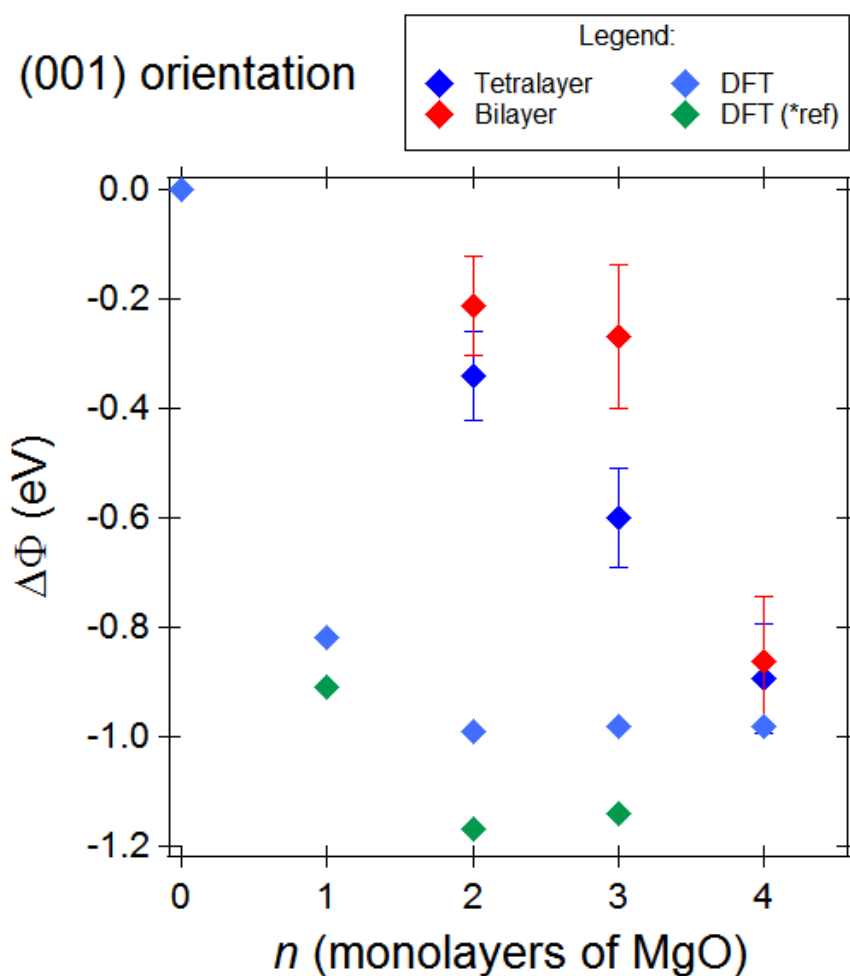 Legend:
(001) orientation
Tetralayer DFT
Bilayer DFT (*ref)
0.0
-0.2
-0.4
-0.6
-0.8
-1.0
-1.2
ΔΦ (eV)
0 1 2 3 4
n (monolayers of MgO)